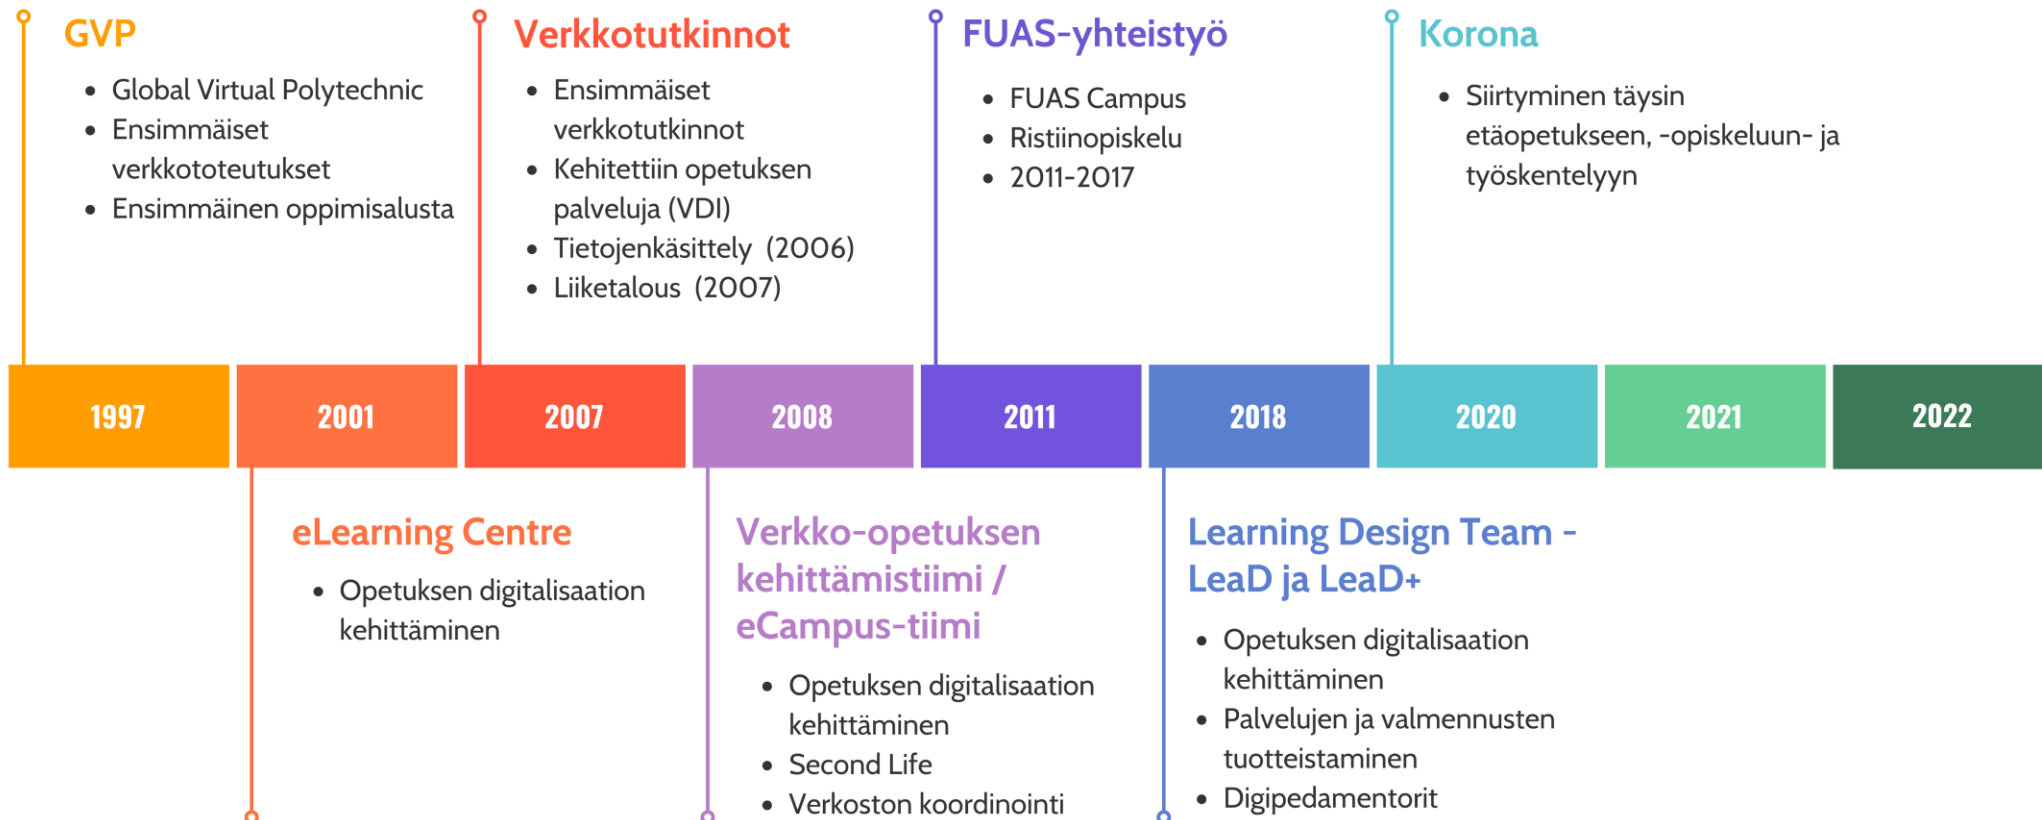 GVP
• Global Virtual Polytechnic
• Ensimmäiset
verkkototeutukset
• Ensimmäinen oppimisalusta
Verkkotutkinnot
• Ensimmäiset
verkkotutkinnot
• Kehitettiin opetuksen
palveluja (VDI)
• Tietojenkäsittely (2006)
• Liiketalous (2007)
FUAS-yhteistyö
• FUAS Campus
• Ristiinopiskelu
• 2011-2017
Korona
• Siirtyminen täysin
etäopetukseen, -opiskeluun- ja
työskentelyyn
1997
2001
2007
2008
2011
2018
2020
2021
2022
eLearning Centre
• Opetuksen digitalisaation
kehittäminen
Verkko-opetuksen
kehittämistiimi /
eCampus-tiimi
• Opetuksen digitalisaation
kehittäminen
• Second Life
• Verkoston koordinointi
Learning Design Team -
LeaD ja LeaD+
• Opetuksen digitalisaation
kehittäminen
• Palvelujen ja valmennusten
tuotteistaminen
• Digipedamentorit